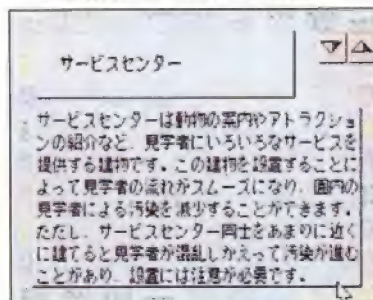 サービスセンター
サービスセンターは動物の案内やアトラクショ
ンの紹介など、見学者にいろいろなサービスを
提供する建物です。この建物を設置することに
よって見学者の流れがスムーズになり、園内の
見学者による汚染を減少することができます。
ただし、サービスセンター同士をあまりに近く
に建てると見学者が混乱しかえって汚染が進む
ことがあり、設置には注意が必要です。